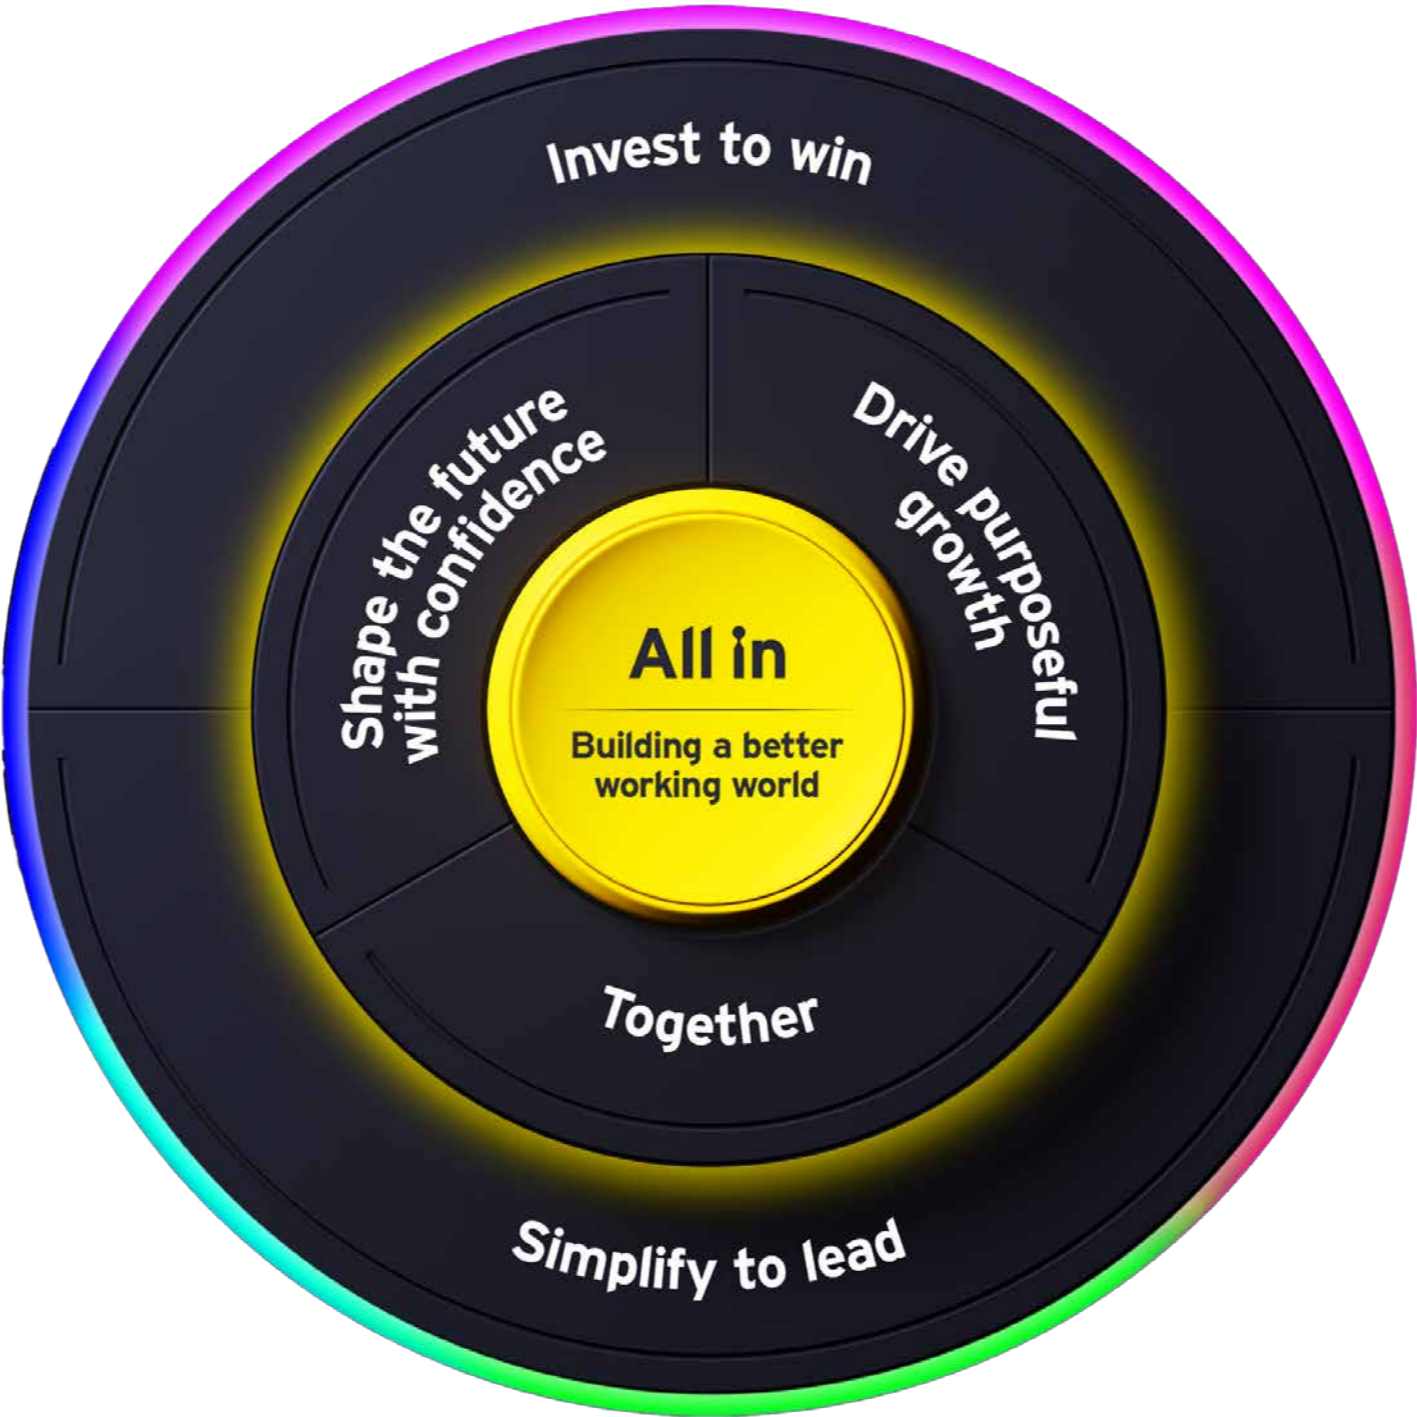 Invest to win
Shape the future
with confidence
Drive purposeful
growth
All in
Building a better
working world
Together
Simplify to lead